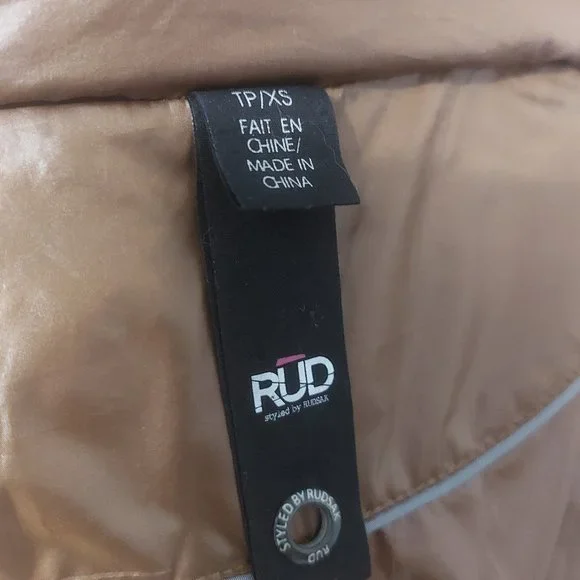 TP/XS
FAIT EN
CHINE/
MADE IN
CHINA
RUD
styled by RUDSAK
STYLED BY RUDSAK
RUD